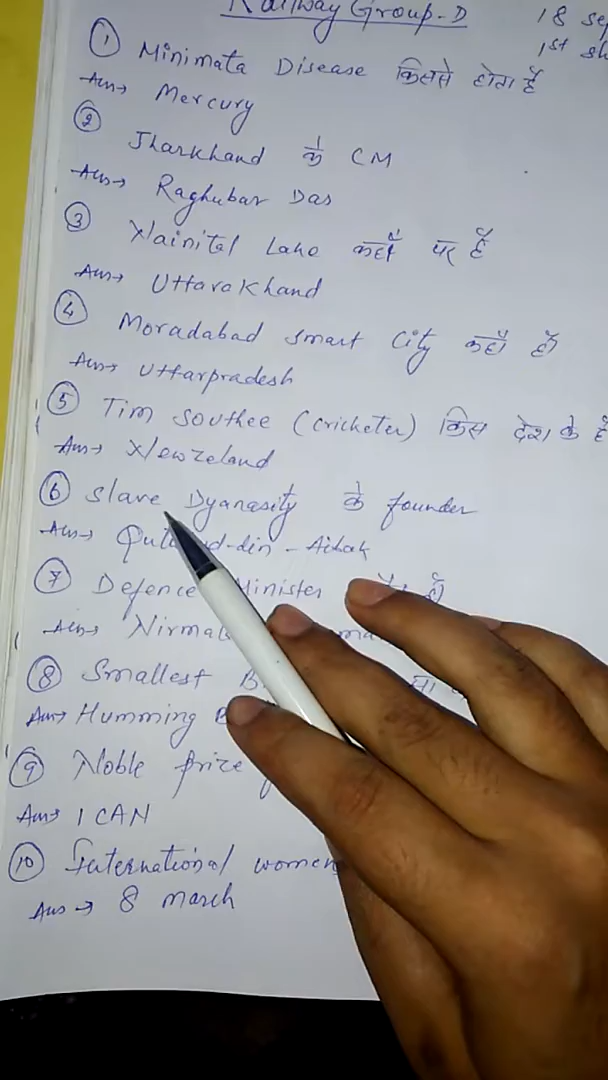 Railway Group-D
18 sep
1st sh
① Minimata Disease किससे होता है
Ans→ Mercury
② Jharkhand के CM
Ans→ Raghubar Das
③ Nainital Lake कहाँ पर है
Ans→ Uttarakhand
④ Moradabad Smart City कहाँ है
Ans→ Uttarpradesh
⑤ Tim Southee (cricketer) किस देश के है
Ans→ Newzeland
⑥ Slave Dyanasity के founder
Ans→ Qut d-din-Aibak
⑦ Defence Minister
Ans→ Nirmal
⑧ Smallest B
Ans→ Humming B
⑨ Noble prize
Ans→ ICAN
⑩ International women
Ans→ 8 march